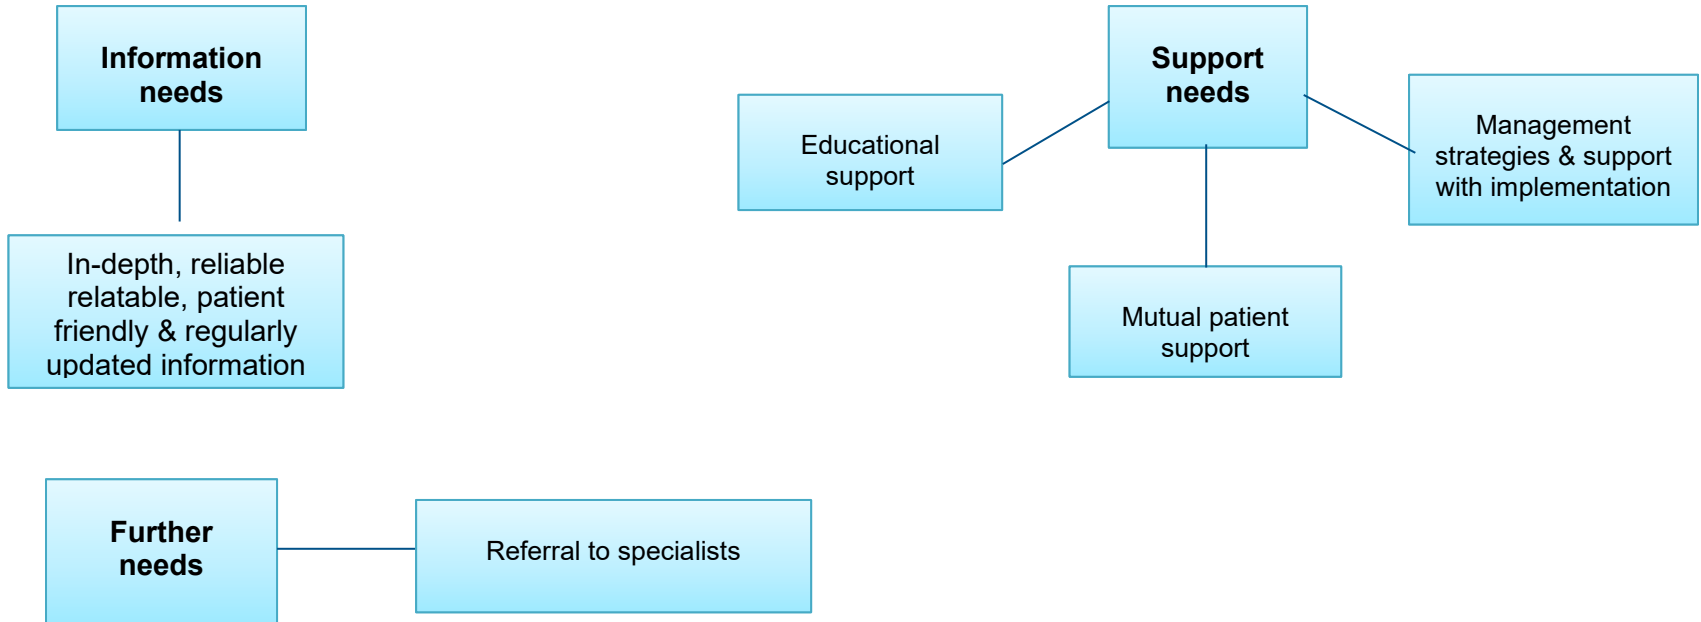 Information
needs
In-depth, reliable
relatable, patient
friendly & regularly
updated information
Support
needs
Educational
support
Mutual patient
support
Management
strategies & support
with implementation
Further
needs
Referral to specialists